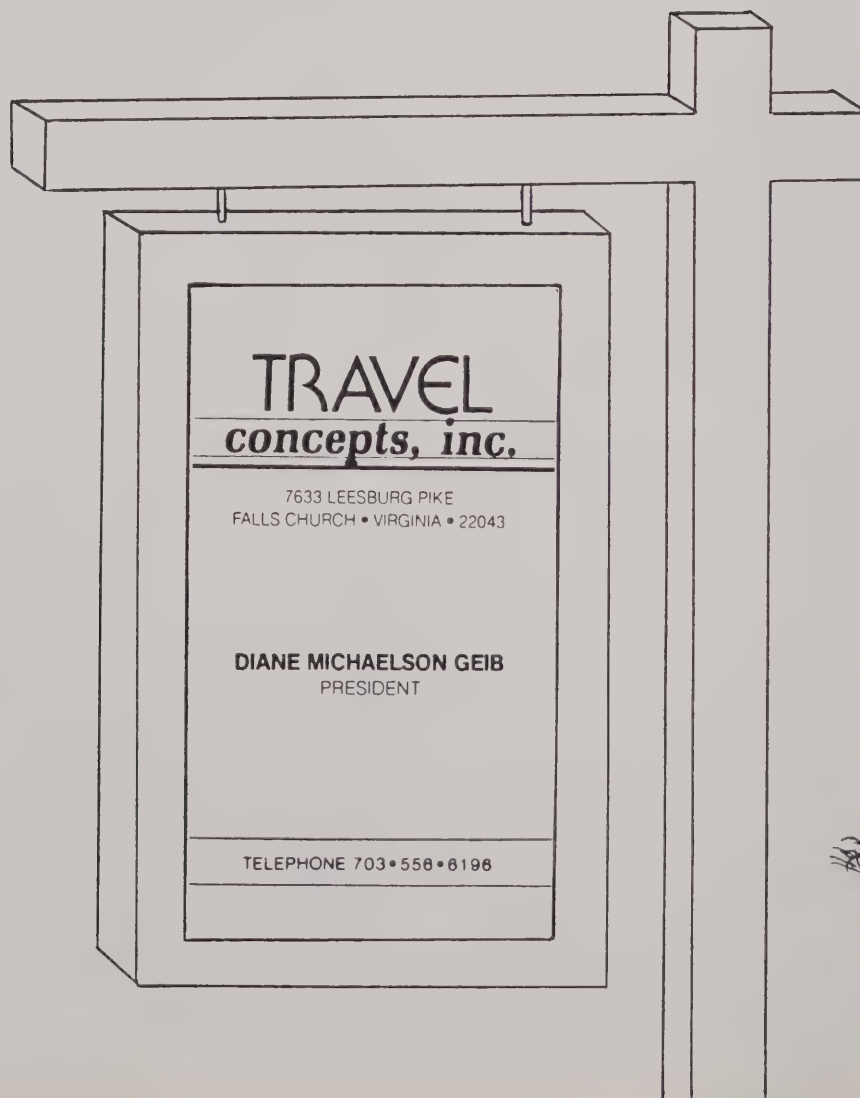 TRAVEL
concepts, inc.
7633 LEESBURG PIKE
FALLS CHURCH • VIRGINIA • 22043
DIANE MICHAELSON GEIB
PRESIDENT
TELEPHONE 703•556•6196